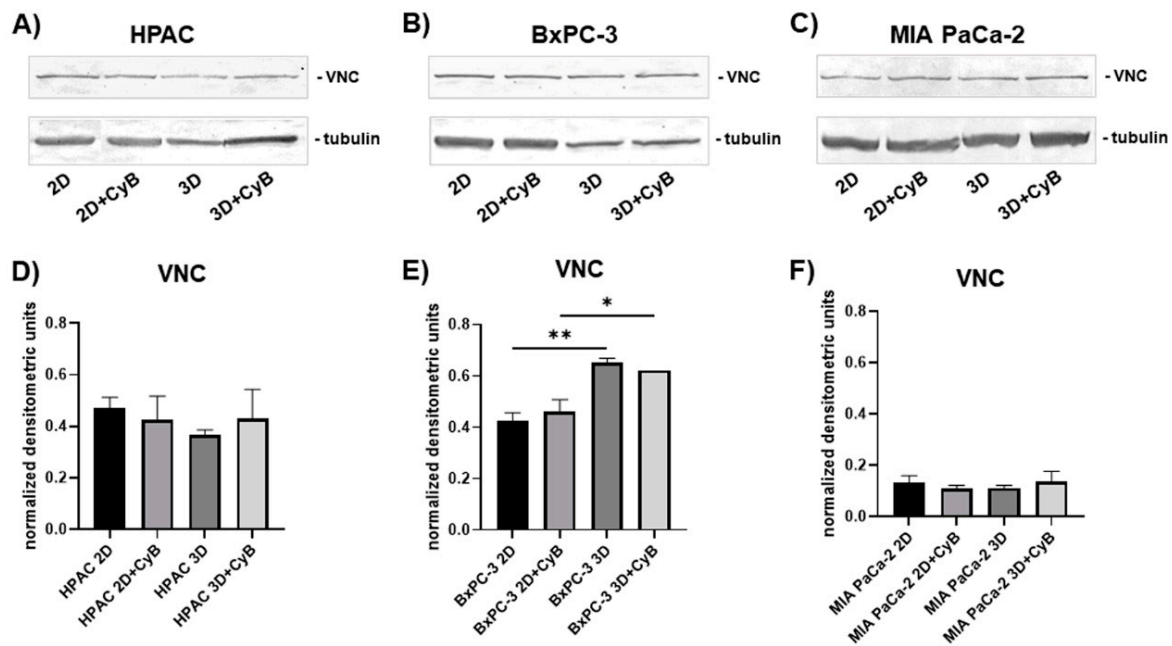 A)
HPAC
- VNC
- tubulin
2D
2D+CyB
3D
3D+CyB
B)
BxPC-3
- VNC
- tubulin
2D
2D+CyB
3D
3D+CyB
C)
MIA PaCa-2
- VNC
- tubulin
2D
2D+CyB
3D
3D+CyB
D)
VNC
normalized densitometric units
0.8
0.6
0.4
0.2
0.0
HPAC 2D
HPAC 2D+CyB
HPAC 3D
HPAC 3D+CyB
E)
VNC
normalized densitometric units
0.8
0.6
0.4
0.2
0.0
*
**
BxPC-3 2D
BxPC-3 2D+CyB
BxPC-3 3D
BxPC-3 3D+CyB
F)
VNC
normalized densitometric units
0.8
0.6
0.4
0.2
0.0
MIA PaCa-2 2D
MIA PaCa-2 2D+CyB
MIA PaCa-2 3D
MIA PaCa-2 3D+CyB